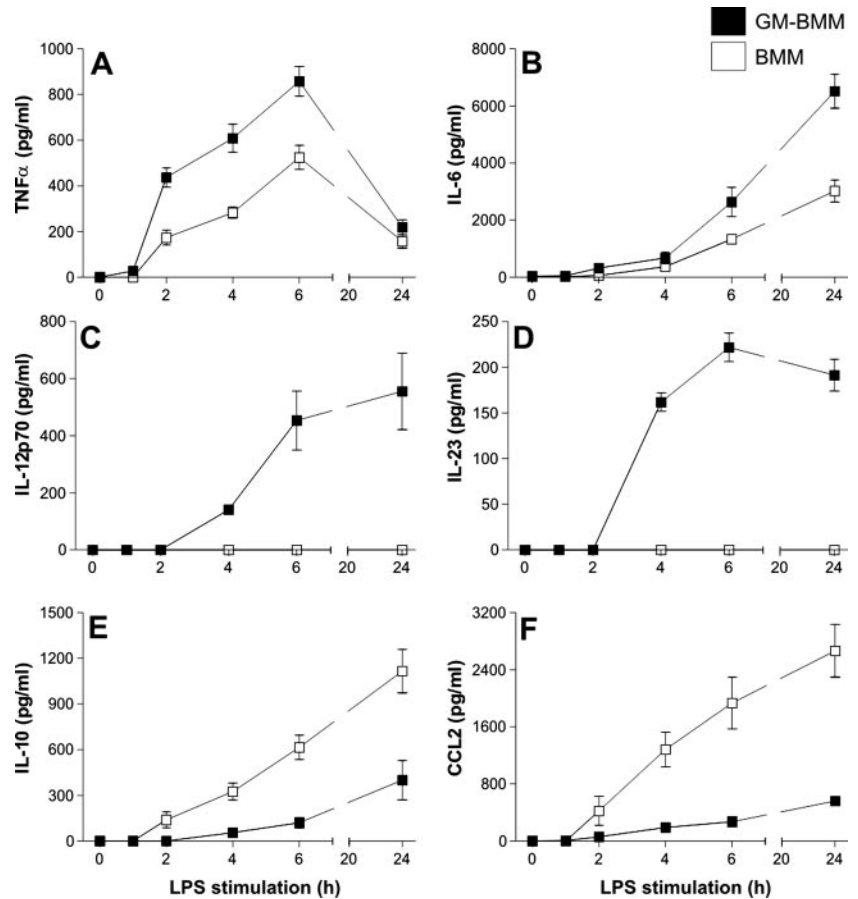 GM-BMM
BMM
A
TNFα (pg/ml)
1000
800
600
400
200
0
0 2 4 6 20 24
B
IL-6 (pg/ml)
8000
6000
4000
2000
0
0 2 4 6 20 24
C
IL-12p70 (pg/ml)
800
600
400
200
0
0 2 4 6 20 24
D
IL-23 (pg/ml)
250
200
150
100
50
0
0 2 4 6 20 24
E
IL-10 (pg/ml)
1500
1200
900
600
300
0
0 2 4 6 20 24
LPS stimulation (h)
F
CCL2 (pg/ml)
3200
2400
1600
800
0
0 2 4 6 20 24
LPS stimulation (h)